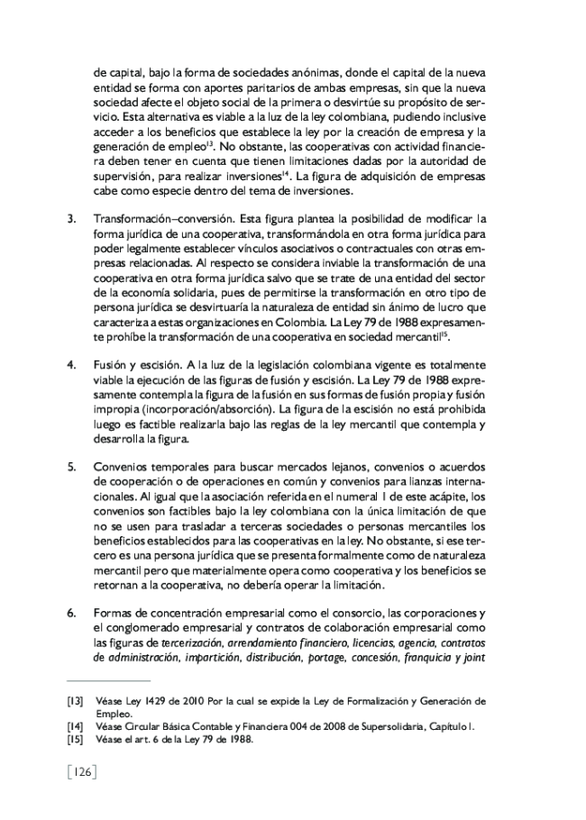 de capital, bajo la forma de sociedades anónimas, donde el capital de la nueva
entidad se forma con aportes paritarios de ambas empresas, sin que la nueva
sociedad afecte el objeto social de la primera o desvirtúe su propósito de ser-
vicio. Esta alternativa es viable a la luz de la ley colombiana, pudiendo inclusive
acceder a los beneficios que establece la ley por la creación de empresa y la
generación de empleo13. No obstante, las cooperativas con actividad financie-
ra deben tener en cuenta que tienen limitaciones dadas por la autoridad de
supervisión, para realizar inversiones14. La figura de adquisición de empresas
cabe como especie dentro del tema de inversiones.
3. Transformación–conversión. Esta figura plantea la posibilidad de modificar la
forma jurídica de una cooperativa, transformándola en otra forma jurídica para
poder legalmente establecer vínculos asociativos o contractuales con otras em-
presas relacionadas. Al respecto se considera inviable la transformación de una
cooperativa en otra forma jurídica salvo que se trate de una entidad del sector
de la economía solidaria, pues de permitirse la transformación en otro tipo de
persona jurídica se desvirtuaría la naturaleza de entidad sin ánimo de lucro que
caracteriza a estas organizaciones en Colombia. La Ley 79 de 1988 expresamen-
te prohíbe la transformación de una cooperativa en sociedad mercantil15.
4. Fusión y escisión. A la luz de la legislación colombiana vigente es totalmente
viable la ejecución de las figuras de fusión y escisión. La Ley 79 de 1988 expre-
samente contempla la figura de la fusión en sus formas de fusión propia y fusión
impropia (incorporación/absorción). La figura de la escisión no está prohibida
luego es factible realizarla bajo las reglas de la ley mercantil que contempla y
desarrolla la figura.
5. Convenios temporales para buscar mercados lejanos, convenios o acuerdos
de cooperación o de operaciones en común y convenios para lianzas interna-
cionales. Al igual que la asociación referida en el numeral 1 de este acápite, los
convenios son factibles bajo la ley colombiana con la única limitación de que
no se usen para trasladar a terceras sociedades o personas mercantiles los
beneficios establecidos para las cooperativas en la ley. No obstante, si ese ter-
cero es una persona jurídica que se presenta formalmente como de naturaleza
mercantil pero que materialmente opera como cooperativa y los beneficios se
retornan a la cooperativa, no debería operar la limitación.
6. Formas de concentración empresarial como el consorcio, las corporaciones y
el conglomerado empresarial y contratos de colaboración empresarial como
las figuras de tercerización, arrendamiento financiero, licencias, agencia, contratos
de administración, impartición, distribución, portage, concesión, franquicia y joint
[13] Véase Ley 1429 de 2010 Por la cual se expide la Ley de Formalización y Generación de
Empleo.
[14] Véase Circular Básica Contable y Financiera 004 de 2008 de Supersolidaria, Capítulo I.
[15] Véase el art. 6 de la Ley 79 de 1988.
[126]